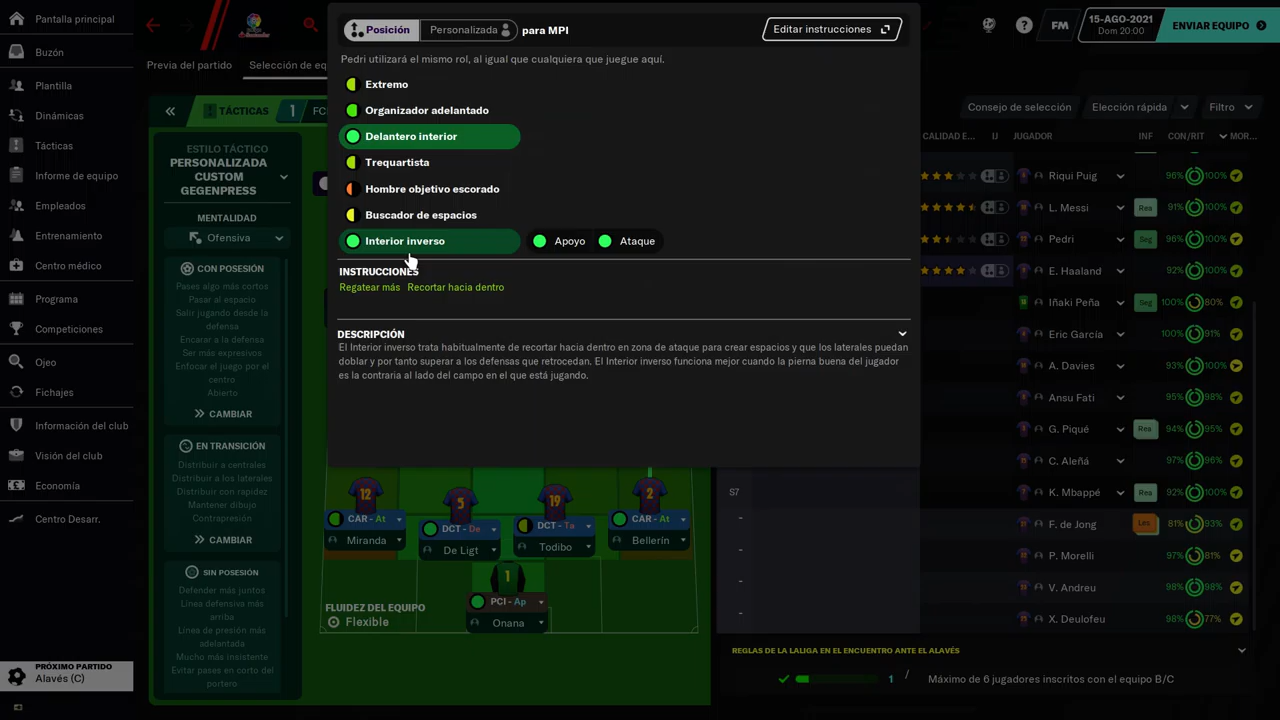 Pantalla principal
Buzón
Plantilla
Dinámicas
Tácticas
Informe de equipo
Empleados
Entrenamiento
Centro médico
Programa
Competiciones
Ojeo
Fichajes
Información del club
Visión del club
Economía
Centro Desarr.
PRÓXIMO PARTIDO
Alavés (C)
Previa del partido
Selección de eq
TÁCTICAS
1
FC
ESTILO TÁCTICO
PERSONALIZADA
CUSTOM
GEGENPRESS
MENTALIDAD
Ofensiva
CON POSESIÓN
Pases algo más cortos
Pasar al espacio
Salir jugando desde la
defensa
Encarar a la defensa
Ser más expresivos
Enfocar el juego por el
centro
Abierto
CAMBIAR
EN TRANSICIÓN
Distribuir a centrales
Distribuir a los laterales
Distribuir con rapidez
Mantener dibujo
Contrapresión
CAMBIAR
SIN POSESIÓN
Defender más juntos
Línea defensiva más
arriba
Línea de presión más
adelantada
Mucho más insistente
Evitar pases en corto del
portero
Posición
Personalizada
para MPI
Editar instrucciones
Pedri utilizará el mismo rol, al igual que cualquiera que juegue aquí.
Extremo
Organizador adelantado
Delantero interior
Trequartista
Hombre objetivo escorado
Buscador de espacios
Interior inverso
Apoyo
Ataque
INSTRUCCIONES
Regatear más Recortar hacia dentro
DESCRIPCIÓN
El Interior inverso trata habitualmente de recortar hacia dentro en zona de ataque para crear espacios y que los laterales puedan
doblar y por tanto superar a los defensas que retrocedan. El Interior inverso funciona mejor cuando la pierna buena del jugador
es la contraria al lado del campo en el que está jugando.
12
5
19
2
CAR - At
DCT - De
DCT - Ta
CAR - At
Miranda
De Ligt
Todibo
Bellerín
1
PCI - Ap
Onana
FLUIDEZ DEL EQUIPO
Flexible
FM
15-AGO-2021
Dom 20:00
ENVIAR EQUIPO
Consejo de selección
Elección rápida
Filtro
CALIDAD E... IJ JUGADOR INF CON/RIT MOR...
Riqui Puig 96% 100%
L. Messi Rea 91% 100%
Pedri Seg 96% 100%
E. Haaland 92% 100%
Iñaki Peña Seg 100% 80%
Eric García 100% 91%
A. Davies 93% 100%
Ansu Fati 95% 98%
G. Piqué Rea 94% 95%
C. Aleñá 97% 96%
S7 K. Mbappé Rea 92% 100%
- F. de Jong Les 81% 93%
- P. Morelli 97% 81%
- V. Andreu 98% 98%
- X. Deulofeu 98% 77%
REGLAS DE LA LALIGA EN EL ENCUENTRO ANTE EL ALAVÉS
1 / Máximo de 6 jugadores inscritos con el equipo B/C